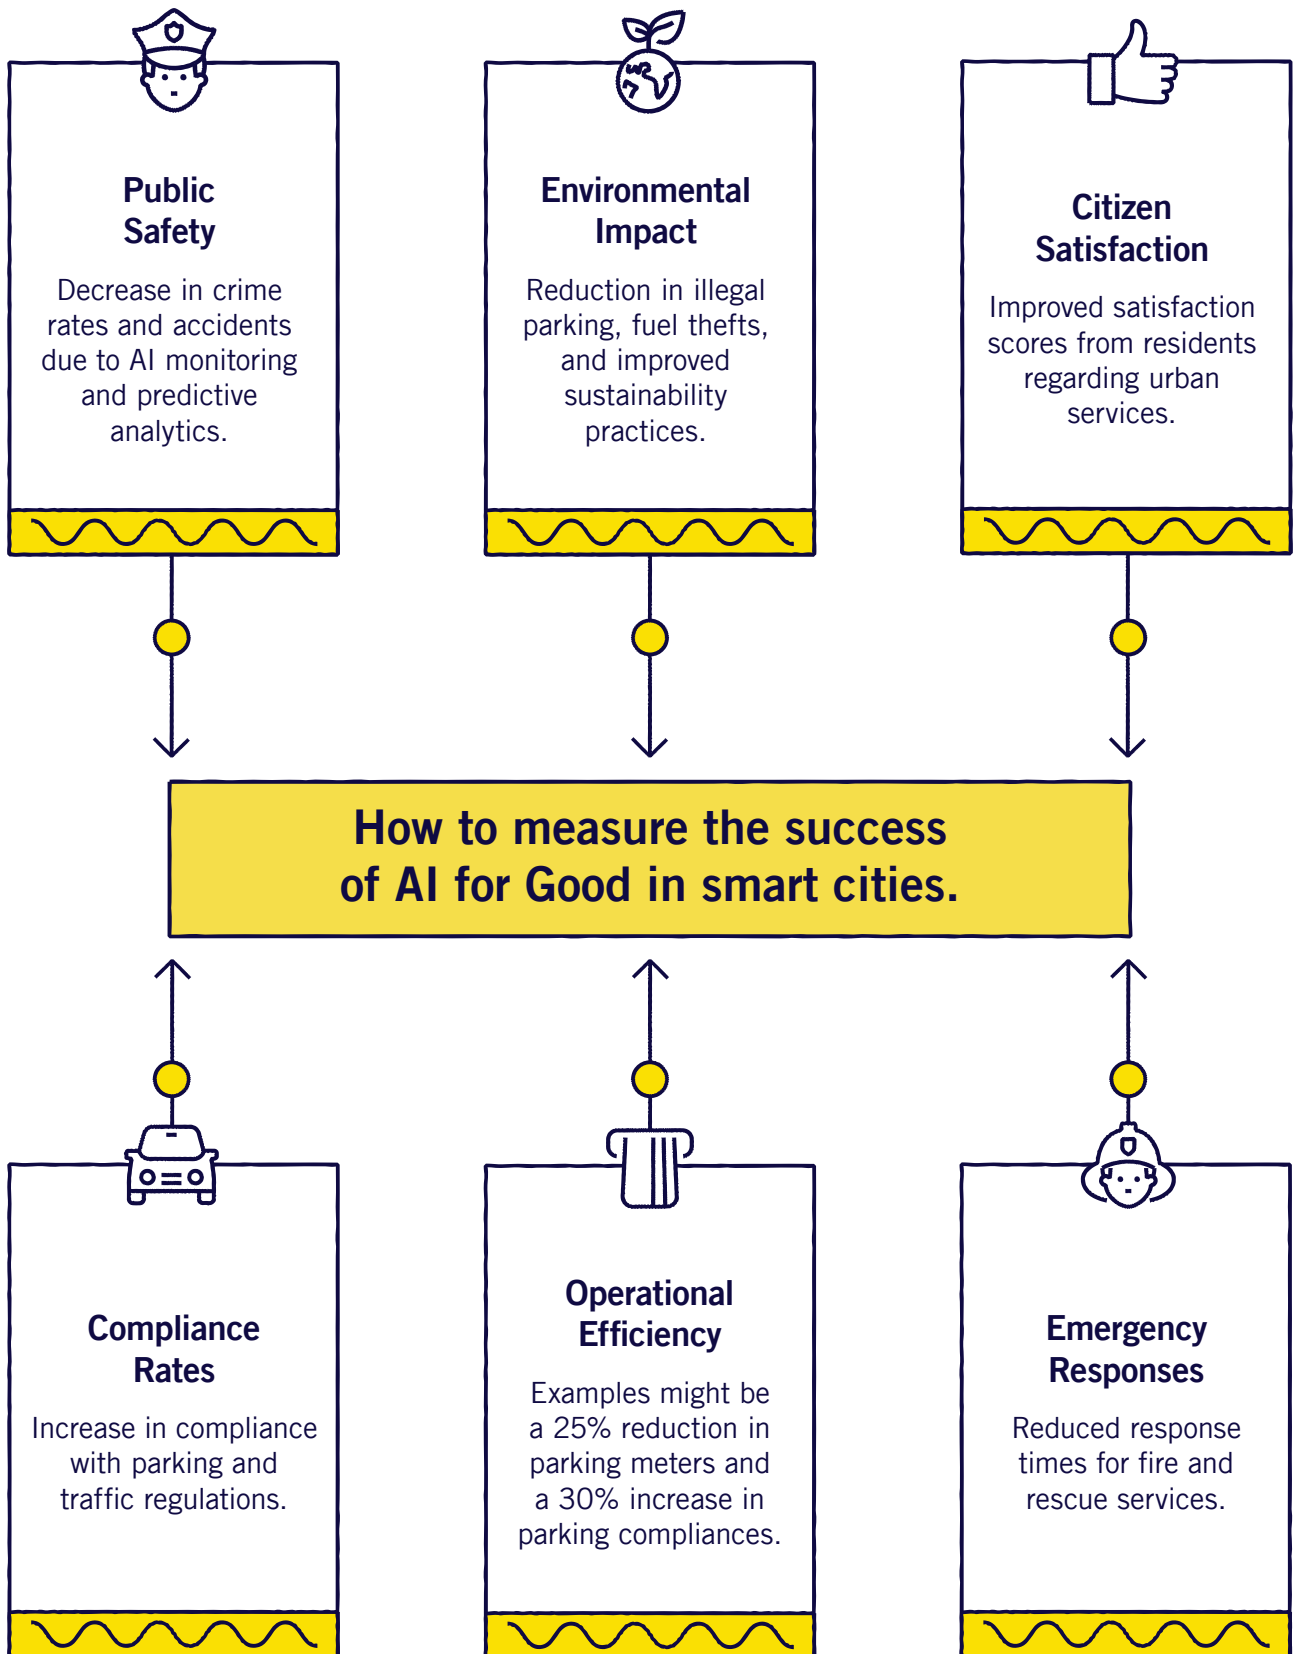 Public
Safety
Decrease in crime
rates and accidents
due to AI monitoring
and predictive
analytics.
Environmental
Impact
Reduction in illegal
parking, fuel thefts,
and improved
sustainability
practices.
Citizen
Satisfaction
Improved satisfaction
scores from residents
regarding urban
services.
How to measure the success
of AI for Good in smart cities.
Compliance
Rates
Increase in compliance
with parking and
traffic regulations.
Operational
Efficiency
Examples might be
a 25% reduction in
parking meters and
a 30% increase in
parking compliances.
Emergency
Responses
Reduced response
times for fire and
rescue services.